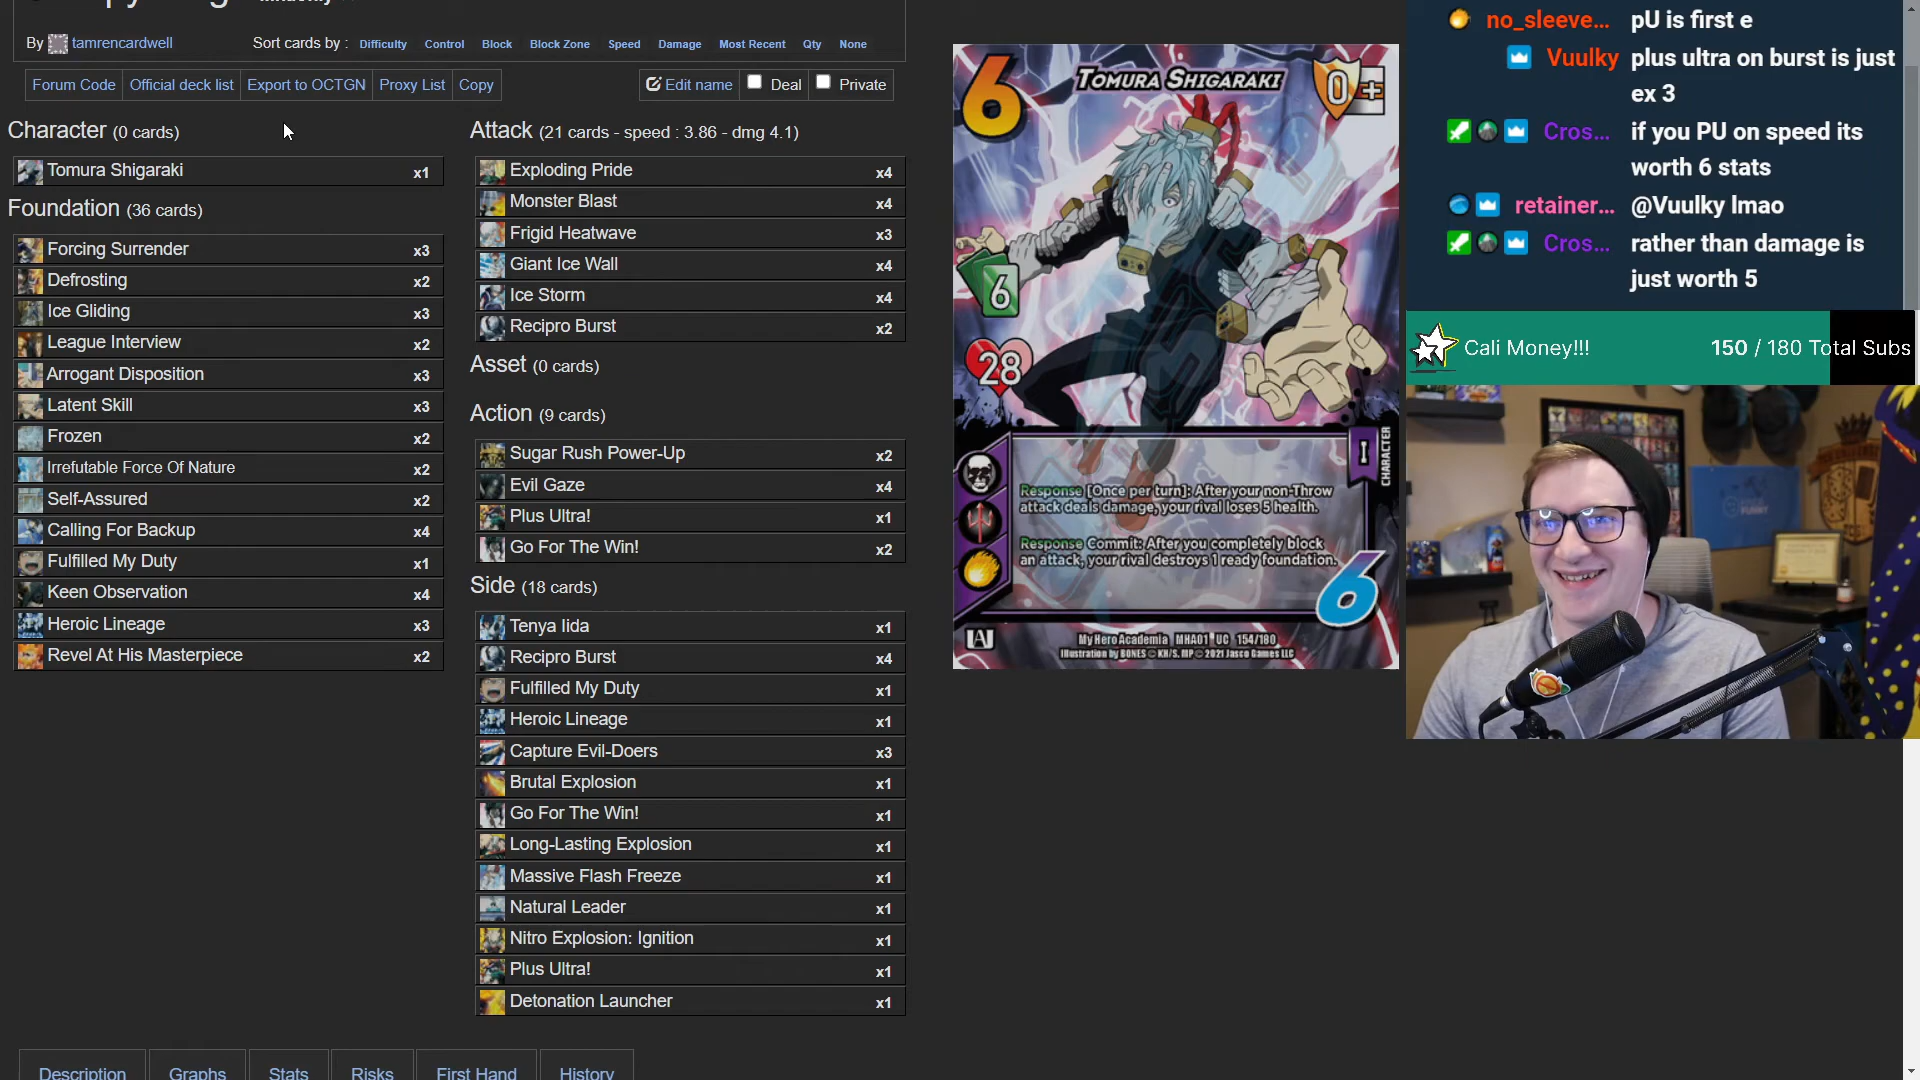 By tamrencardwell
Sort cards by : Difficulty Control Block Block Zone Speed Damage Most Recent Qty None
Forum Code Official deck list Export to OCTGN Proxy List Copy
Edit name Deal Private
Character (0 cards)
Tomura Shigaraki x1
Foundation (36 cards)
Forcing Surrender x3
Defrosting x2
Ice Gliding x3
League Interview x2
Arrogant Disposition x3
Latent Skill x3
Frozen x2
Irrefutable Force Of Nature x2
Self-Assured x2
Calling For Backup x4
Fulfilled My Duty x1
Keen Observation x4
Heroic Lineage x3
Revel At His Masterpiece x2
Attack (21 cards - speed : 3.86 - dmg 4.1)
Exploding Pride x4
Monster Blast x4
Frigid Heatwave x3
Giant Ice Wall x4
Ice Storm x4
Recipro Burst x2
Asset (0 cards)
Action (9 cards)
Sugar Rush Power-Up x2
Evil Gaze x4
Plus Ultra! x1
Go For The Win! x2
Side (18 cards)
Tenya Iida x1
Recipro Burst x4
Fulfilled My Duty x1
Heroic Lineage x1
Capture Evil-Doers x3
Brutal Explosion x1
Go For The Win! x1
Long-Lasting Explosion x1
Massive Flash Freeze x1
Natural Leader x1
Nitro Explosion: Ignition x1
Plus Ultra! x1
Detonation Launcher x1
Description Graphs Stats Risks First Hand History
6 TOMURA SHIGARAKI 0+
6
28
I
CHARACTER
Response [Once per turn]: After your non-Throw
attack deals damage, your rival loses 5 health.
Response Commit: After you completely block
an attack, your rival destroys 1 ready foundation.
6
My Hero Academia MHA01 UC 154/180
Illustration by BONES © KH/S, MP © 2021 Jasco Games LLC
no_sleeve... pU is first e
Vuulky plus ultra on burst is just
ex 3
Cros... if you PU on speed its
worth 6 stats
retainer... @Vuulky lmao
Cros... rather than damage is
just worth 5
Cali Money!!! 150 / 180 Total Subs